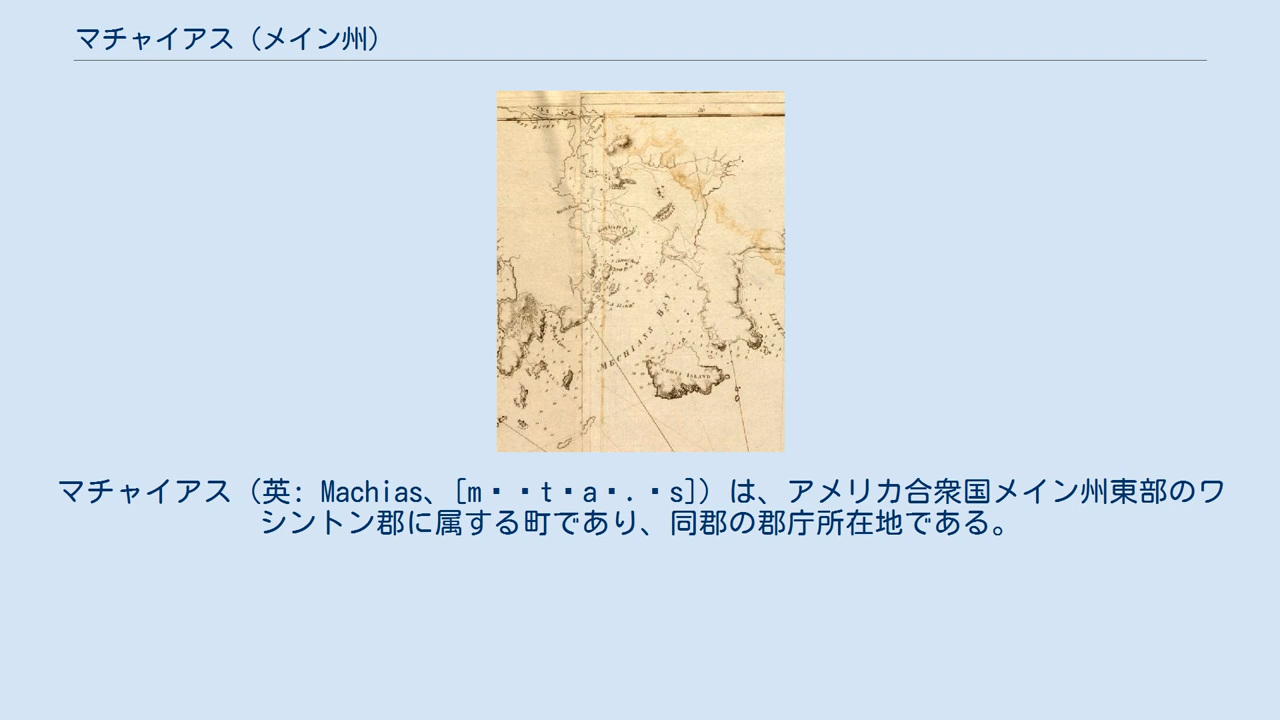 マチャイアス（メイン州）
MECHIANS BAY
マチャイアス（英: Machias、[m▪▪t▪a▪.▪s]）は、アメリカ合衆国メイン州東部のワ
シントン郡に属する町であり、同郡の郡庁所在地である。